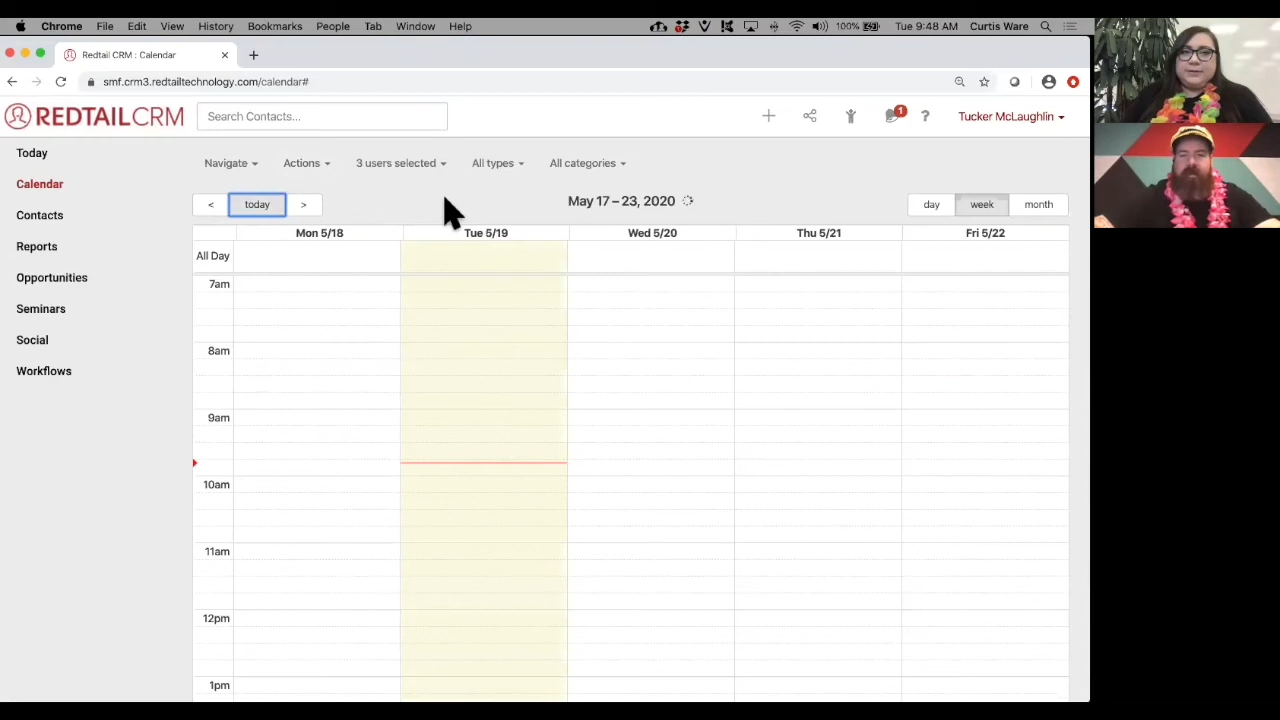 Chrome File Edit View History Bookmarks People Tab Window Help 100% Tue 9:48 AM Curtis Ware
Redtail CRM : Calendar
smf.crm3.redtailtechnology.com/calendar#
REDTAILCRM Search Contacts... 1 ? Tucker McLaughlin
Today
Calendar
Contacts
Reports
Opportunities
Seminars
Social
Workflows
Navigate Actions 3 users selected All types All categories
< today > May 17 – 23, 2020 day week month
Mon 5/18 Tue 5/19 Wed 5/20 Thu 5/21 Fri 5/22
All Day
7am
8am
9am
10am
11am
12pm
1pm